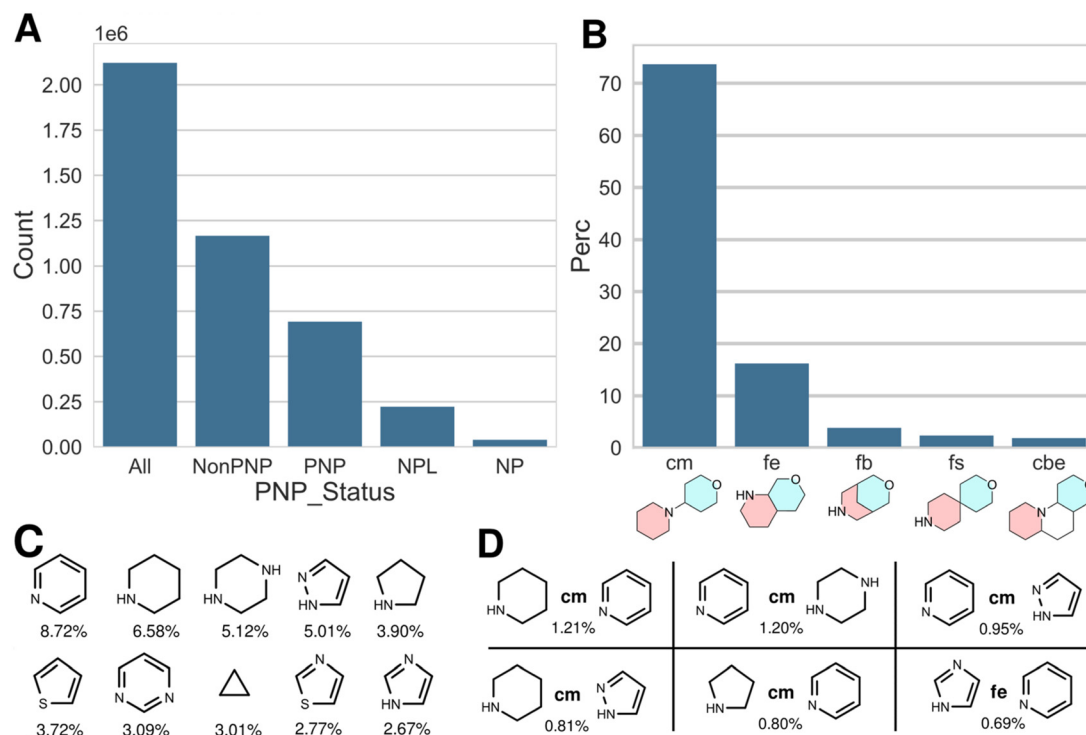 A
1e6
2.00
1.75
1.50
1.25
1.00
0.75
0.50
0.25
0.00
Count
All NonPNP PNP NPL NP
PNP_Status
B
70
60
50
40
30
20
10
0
Perc
cm fe fb fs cbe
O N
HN O
HN O
HN O
N O
C
N HN NH HN N HN HN
8.72% 6.58% 5.12% 5.01% 3.90%
S N N N S N HN
3.72% 3.09% 3.01% 2.77% 2.67%
D
HN cm N
1.21%
N cm HN NH
1.20%
N cm N HN
0.95%
HN cm N HN
0.81%
HN cm N
0.80%
N HN fe N
0.69%